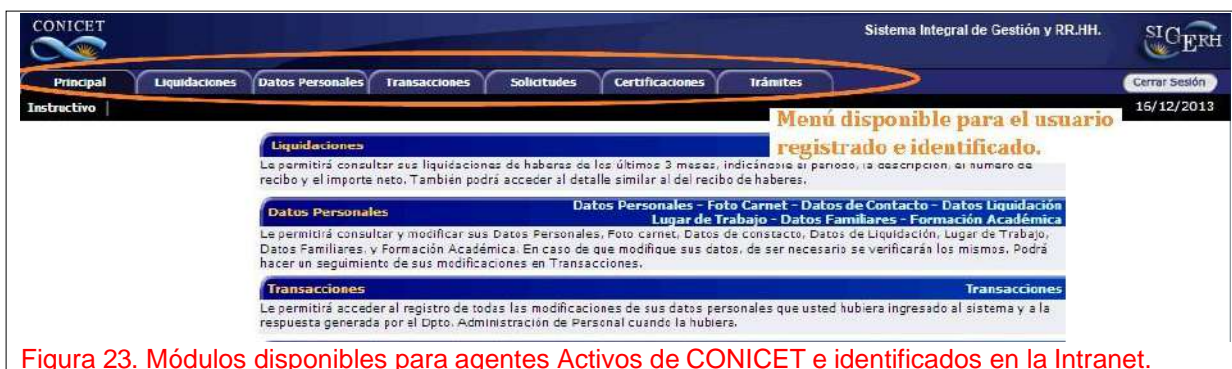 CONICET
Sistema Integral de Gestión y RR.HH.
SIGERH
Principal Liquidaciones Datos Personales Transacciones Solicitudes Certificaciones Trámites
Cerrar Sesión
Instructivo
16/12/2013
Menú disponible para el usuario
registrado e identificado.
Liquidaciones
Le permitirá consultar sus liquidaciones de haberes de los últimos 3 meses, indicándole el período, la descripción, el número de
recibo y el importe neto. También podrá acceder al detalle similar al del recibo de haberes.
Datos Personales
Datos Personales - Foto Carnet - Datos de Contacto - Datos Liquidación
Lugar de Trabajo - Datos Familiares - Formación Académica
Le permitirá consultar y modificar sus Datos Personales, Foto carnet, Datos de constacto, Datos de Liquidación, Lugar de Trabajo,
Datos Familiares, y Formación Académica. En caso de que modifique sus datos, de ser necesario se verificarán los mismos. Podrá
hacer un seguimiento de sus modificaciones en Transacciones.
Transacciones
Transacciones
Le permitirá acceder al registro de todas las modificaciones de sus datos personales que usted hubiera ingresado al sistema y a la
respuesta generada por el Dpto. Administración de Personal cuando la hubiera.
Figura 23. Módulos disponibles para agentes Activos de CONICET e identificados en la Intranet.